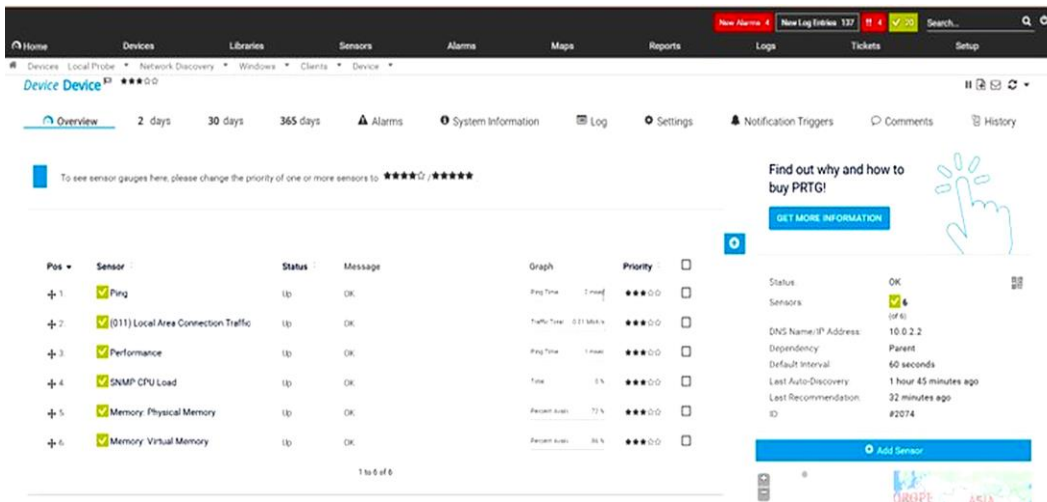 New Alarms 4 New Log Entries 137 !! 4 20 Search...
Home Devices Libraries Sensors Alarms Maps Reports Logs Tickets Setup
Devices Local Probe Network Discovery Windows Clients Device
Device Device
Overview 2 days 30 days 365 days Alarms System Information Log Settings Notification Triggers Comments History
To see sensor gauges here, please change the priority of one or more sensors to ★★★★☆/★★★★★
Find out why and how to
buy PRTG!
GET MORE INFORMATION
Pos Sensor Status Message Graph Priority
1. Ping Up OK Ping Time 2 msec
2. (011) Local Area Connection Traffic Up OK Traffic Total
3. Performance Up OK Ping Time 1 msec
4. SNMP CPU Load Up OK 0 %
5. Memory: Physical Memory Up OK Percent Avail. 72 %
6. Memory: Virtual Memory Up OK Percent Avail.
1 to 6 of 6
Status: OK
Sensors: 6
(of 6)
DNS Name/IP Address: 10.0.2.2
Dependency: Parent
Default Interval: 60 seconds
Last Auto-Discovery: 1 hour 45 minutes ago
Last Recommendation: 32 minutes ago
ID: #2074
Add Sensor
EUROPE ASIA